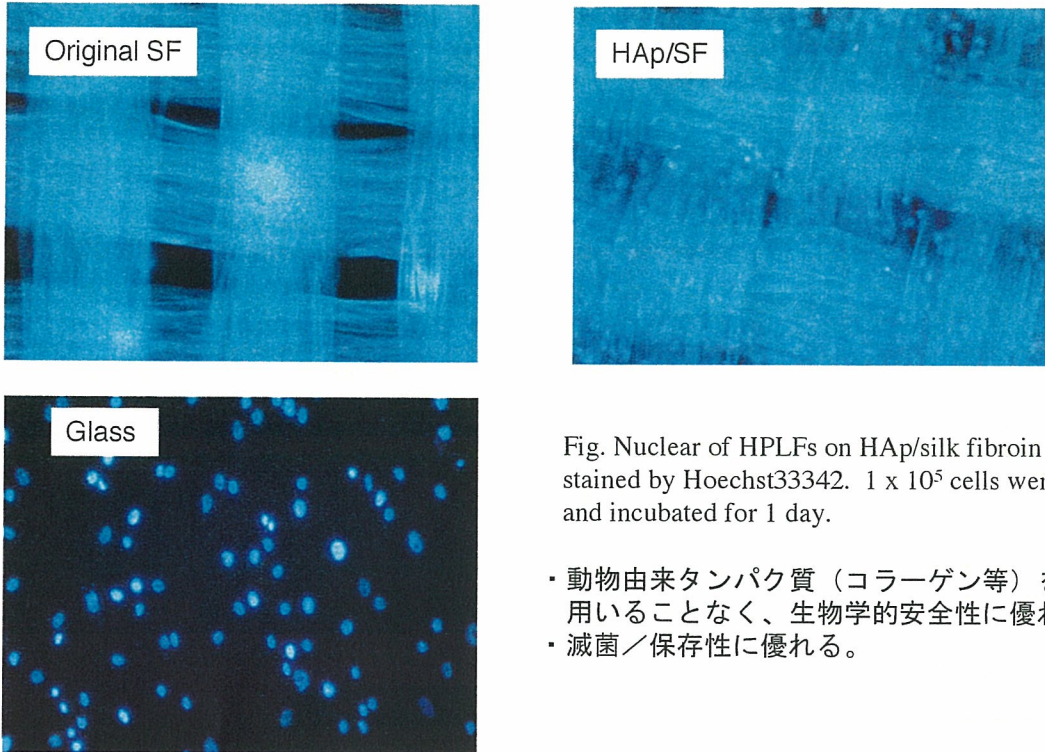 Original SF
HAp/SF
Glass
Fig. Nuclear of HPLFs on HAp/silk fibroin
stained by Hoechst33342. 1 x 10⁵ cells wer
and incubated for 1 day.
・動物由来タンパク質（コラーゲン等）を
用いることなく、生物学的安全性に優れ
・滅菌／保存性に優れる。